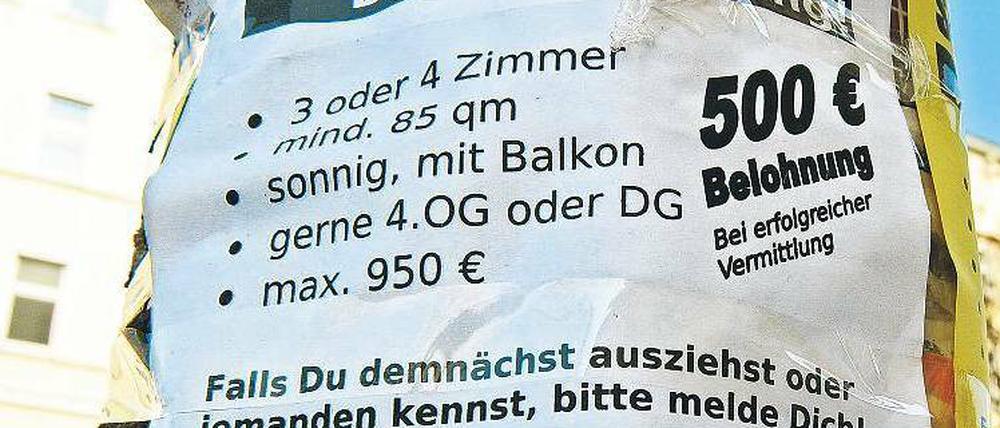 • 3 oder 4 Zimmer
- mind. 85 qm
• sonnig, mit Balkon
• gerne 4.OG oder DG
• max. 950 €
500 €
Belohnung
Bei erfolgreicher
Vermittlung
Falls Du demnächst ausziehst oder
jemanden kennst, bitte melde Dich!